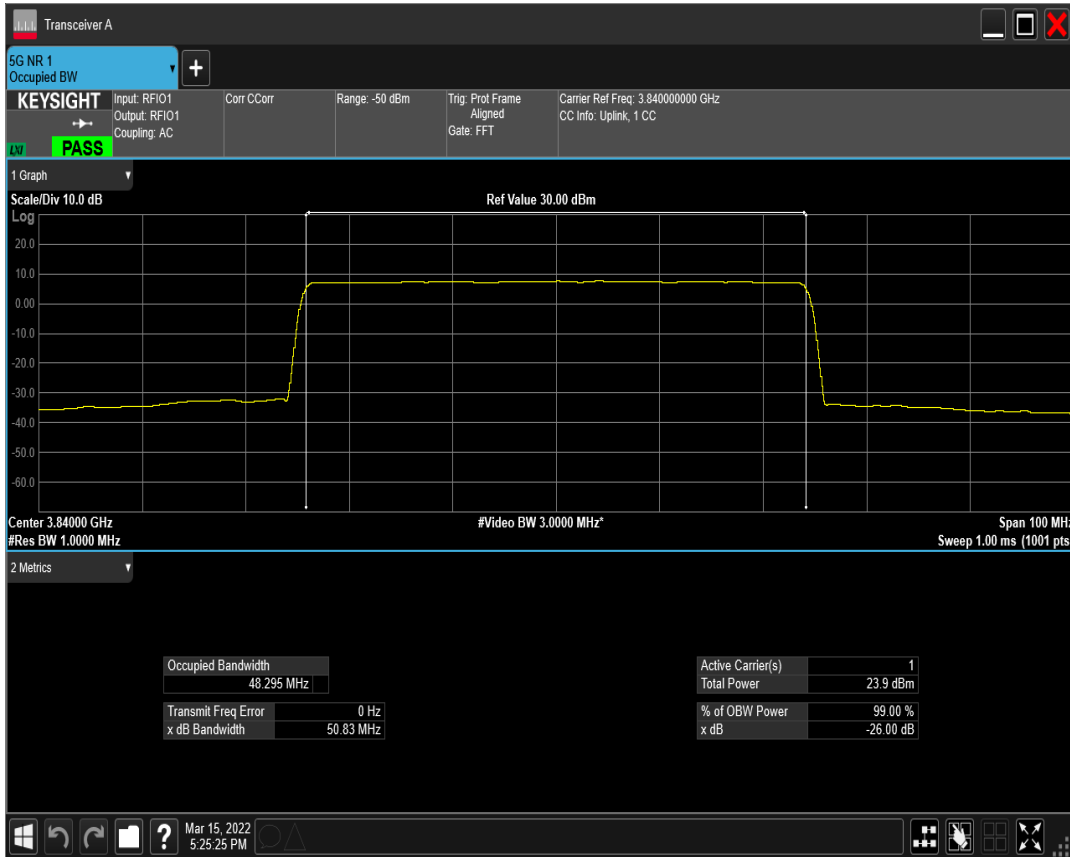 Transceiver A
5G NR 1
Occupied BW
+
KEYSIGHT
LXI
PASS
Input: RFIO1
Output: RFIO1
Coupling: AC
Corr CCorr
Range: -50 dBm
Trig: Prot Frame
Aligned
Gate: FFT
Carrier Ref Freq: 3.840000000 GHz
CC Info: Uplink, 1 CC
1 Graph
Scale/Div 10.0 dB
Ref Value 30.00 dBm
Log
20.0
10.0
0.00
-10.0
-20.0
-30.0
-40.0
-50.0
-60.0
Center 3.84000 GHz
#Video BW 3.0000 MHz*
Span 100 MHz
#Res BW 1.0000 MHz
Sweep 1.00 ms (1001 pts
2 Metrics
Occupied Bandwidth
48.295 MHz
Transmit Freq Error 0 Hz
x dB Bandwidth 50.83 MHz
Active Carrier(s) 1
Total Power 23.9 dBm
% of OBW Power 99.00 %
x dB -26.00 dB
?
Mar 15, 2022
5:25:25 PM